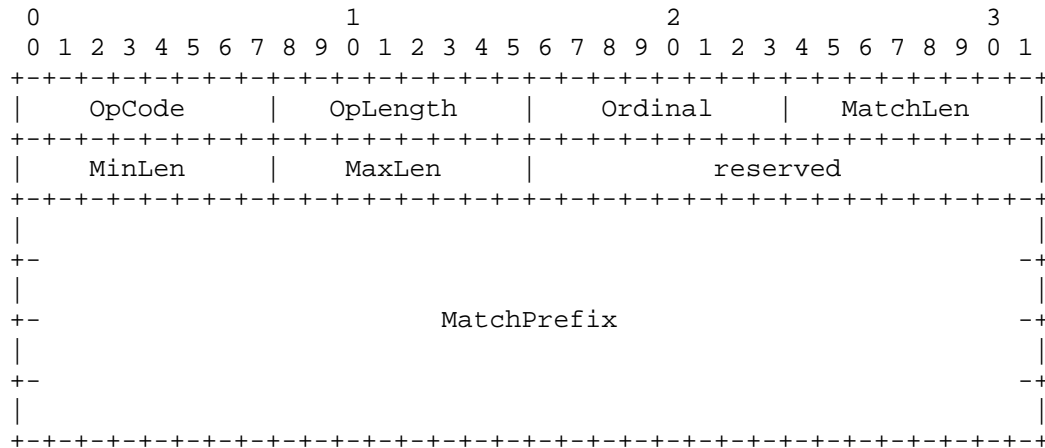 0                   1                   2                   3
 0 1 2 3 4 5 6 7 8 9 0 1 2 3 4 5 6 7 8 9 0 1 2 3 4 5 6 7 8 9 0 1
+-+-+-+-+-+-+-+-+-+-+-+-+-+-+-+-+-+-+-+-+-+-+-+-+-+-+-+-+-+-+-+-+
|    OpCode     |   OpLength    |    Ordinal    |   MatchLen    |
+-+-+-+-+-+-+-+-+-+-+-+-+-+-+-+-+-+-+-+-+-+-+-+-+-+-+-+-+-+-+-+-+
|    MinLen     |    MaxLen     |           reserved            |
+-+-+-+-+-+-+-+-+-+-+-+-+-+-+-+-+-+-+-+-+-+-+-+-+-+-+-+-+-+-+-+-+
|                                                               |
+-                                                             -+
|                                                               |
+-                         MatchPrefix                         -+
|                                                               |
+-                                                             -+
|                                                               |
+-+-+-+-+-+-+-+-+-+-+-+-+-+-+-+-+-+-+-+-+-+-+-+-+-+-+-+-+-+-+-+-+